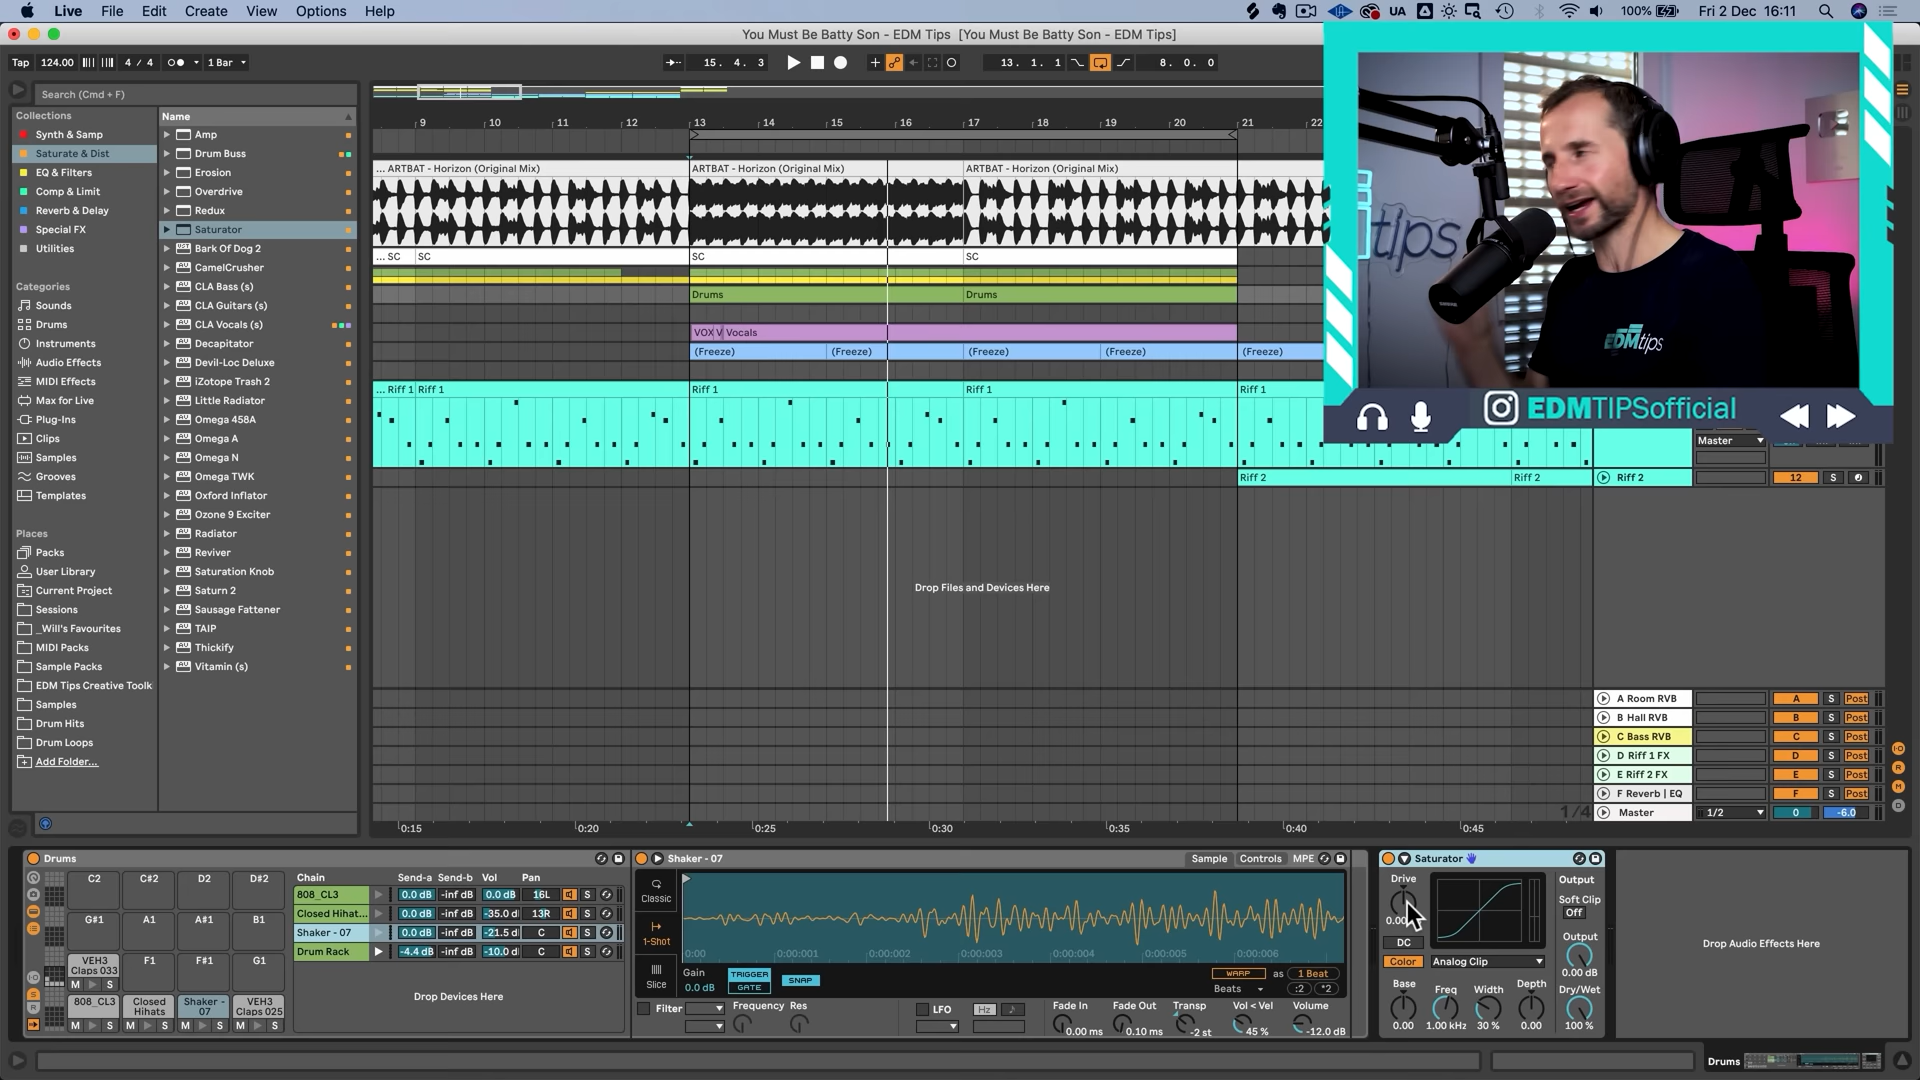 Live File Edit Create View Options Help
UA 100% Fri 2 Dec 16:11
You Must Be Batty Son - EDM Tips [You Must Be Batty Son - EDM Tips]
Tap 124.00 4 / 4 1 Bar 15. 4. 3 13. 1. 1 8. 0. 0
Search (Cmd + F)
Collections
Synth & Samp
Saturate & Dist
EQ & Filters
Comp & Limit
Reverb & Delay
Special FX
Utilities
Categories
Sounds
Drums
Instruments
Audio Effects
MIDI Effects
Max for Live
Plug-Ins
Clips
Samples
Grooves
Templates
Places
Packs
User Library
Current Project
Sessions
_Will's Favourites
MIDI Packs
Sample Packs
EDM Tips Creative Toolk
Samples
Drum Hits
Drum Loops
Add Folder...
Name
Amp
Drum Buss
Erosion
Overdrive
Redux
Saturator
Bark Of Dog 2
CamelCrusher
CLA Bass (s)
CLA Guitars (s)
CLA Vocals (s)
Decapitator
Devil-Loc Deluxe
iZotope Trash 2
Little Radiator
Omega 458A
Omega A
Omega N
Omega TWK
Oxford Inflator
Ozone 9 Exciter
Radiator
Reviver
Saturation Knob
Saturn 2
Sausage Fattener
TAIP
Thickify
Vitamin (s)
9 10 11 12 13 14 15 16 17 18 19 20 21 22
... ARTBAT - Horizon (Original Mix) ARTBAT - Horizon (Original Mix) ARTBAT - Horizon (Original Mix)
... SC SC SC SC
Drums Drums
VOX V Vocals
(Freeze) (Freeze) (Freeze) (Freeze) (Freeze)
... Riff 1 Riff 1 Riff 1 Riff 1 Riff 1
Riff 2 Riff 2
Drop Files and Devices Here
0:15 0:20 0:25 0:30 0:35 0:40 0:45
tips
EDMtips
EDMTIPSofficial
Master
Riff 2 12 S
A Room RVB A S Post
B Hall RVB B S Post
C Bass RVB C S Post
D Riff 1 FX D S Post
E Riff 2 FX E S Post
F Reverb | EQ F S Post
1/4 Master 1/2 0 -6.0
Drums
C2 C#2 D2 D#2
G#1 A1 A#1 B1
VEH3 Claps 033 F1 F#1 G1
M S
808_CL3 Closed Hihats Shaker - 07 VEH3 Claps 025
M S M S M S M S
Chain Send-a Send-b Vol Pan
808_CL3 0.0 dB -inf dB 0.0 dB 16L S
Closed Hihat... 0.0 dB -inf dB -35.0 d 13R S
Shaker - 07 0.0 dB -inf dB -21.5 d C S
Drum Rack -4.4 dB -inf dB -10.0 d C S
Drop Devices Here
Shaker - 07 Sample Controls MPE
Classic
1-Shot
Slice
0:00 0:00:001 0:00:002 0:00:003 0:00:004 0:00:005 0:00:006
Gain
0.0 dB
TRIGGER
GATE
SNAP
WARP as 1 Beat
Beats :2 *2
Filter Frequency Res LFO Hz
Fade In Fade Out Transp Vol < Vel Volume
0.00 ms 0.10 ms -2 st 45 % -12.0 dB
Saturator
Drive
0.00
DC
Color Analog Clip
Base Freq Width Depth
0.00 1.00 kHz 30 % 0.00
Output
Soft Clip
Off
Output
0.00 dB
Dry/Wet
100 %
Drop Audio Effects Here
Drums